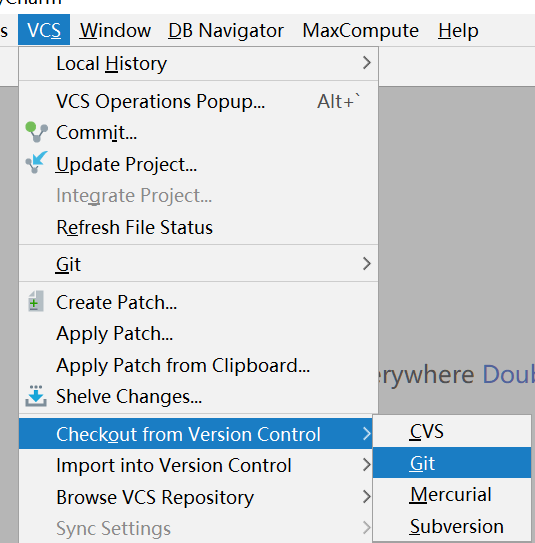 VCS Window DB Navigator MaxCompute Help
Local History
VCS Operations Popup... Alt+`
Commit...
Update Project...
Integrate Project...
Refresh File Status
Git
Create Patch...
Apply Patch...
Apply Patch from Clipboard...
Shelve Changes...
Checkout from Version Control
Import into Version Control
Browse VCS Repository
Sync Settings
CVS
Git
Mercurial
Subversion